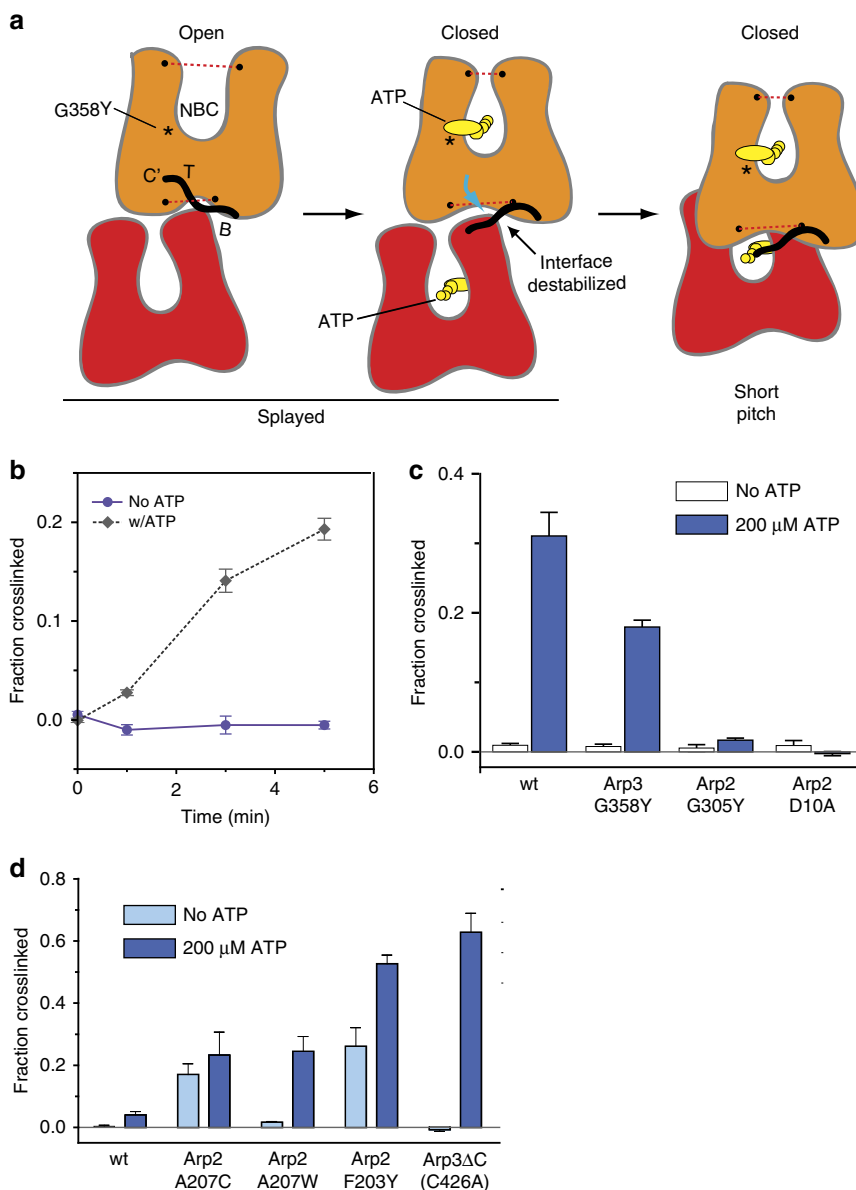 a
Open
Closed
Closed
ATP
NBC
G358Y
*
*
*
C' T
B
Interface
destabilized
ATP
Splayed
Short
pitch
b
No ATP
w/ATP
Fraction crosslinked
0.2
0.1
0.0
0 2 4 6
Time (min)
c
No ATP
200 μM ATP
Fraction crosslinked
0.4
0.2
0.0
wt
Arp3
G358Y
Arp2
G305Y
Arp2
D10A
d
No ATP
200 μM ATP
Fraction crosslinked
0.8
0.6
0.4
0.2
0.0
wt
Arp2
A207C
Arp2
A207W
Arp2
F203Y
Arp3ΔC
(C426A)